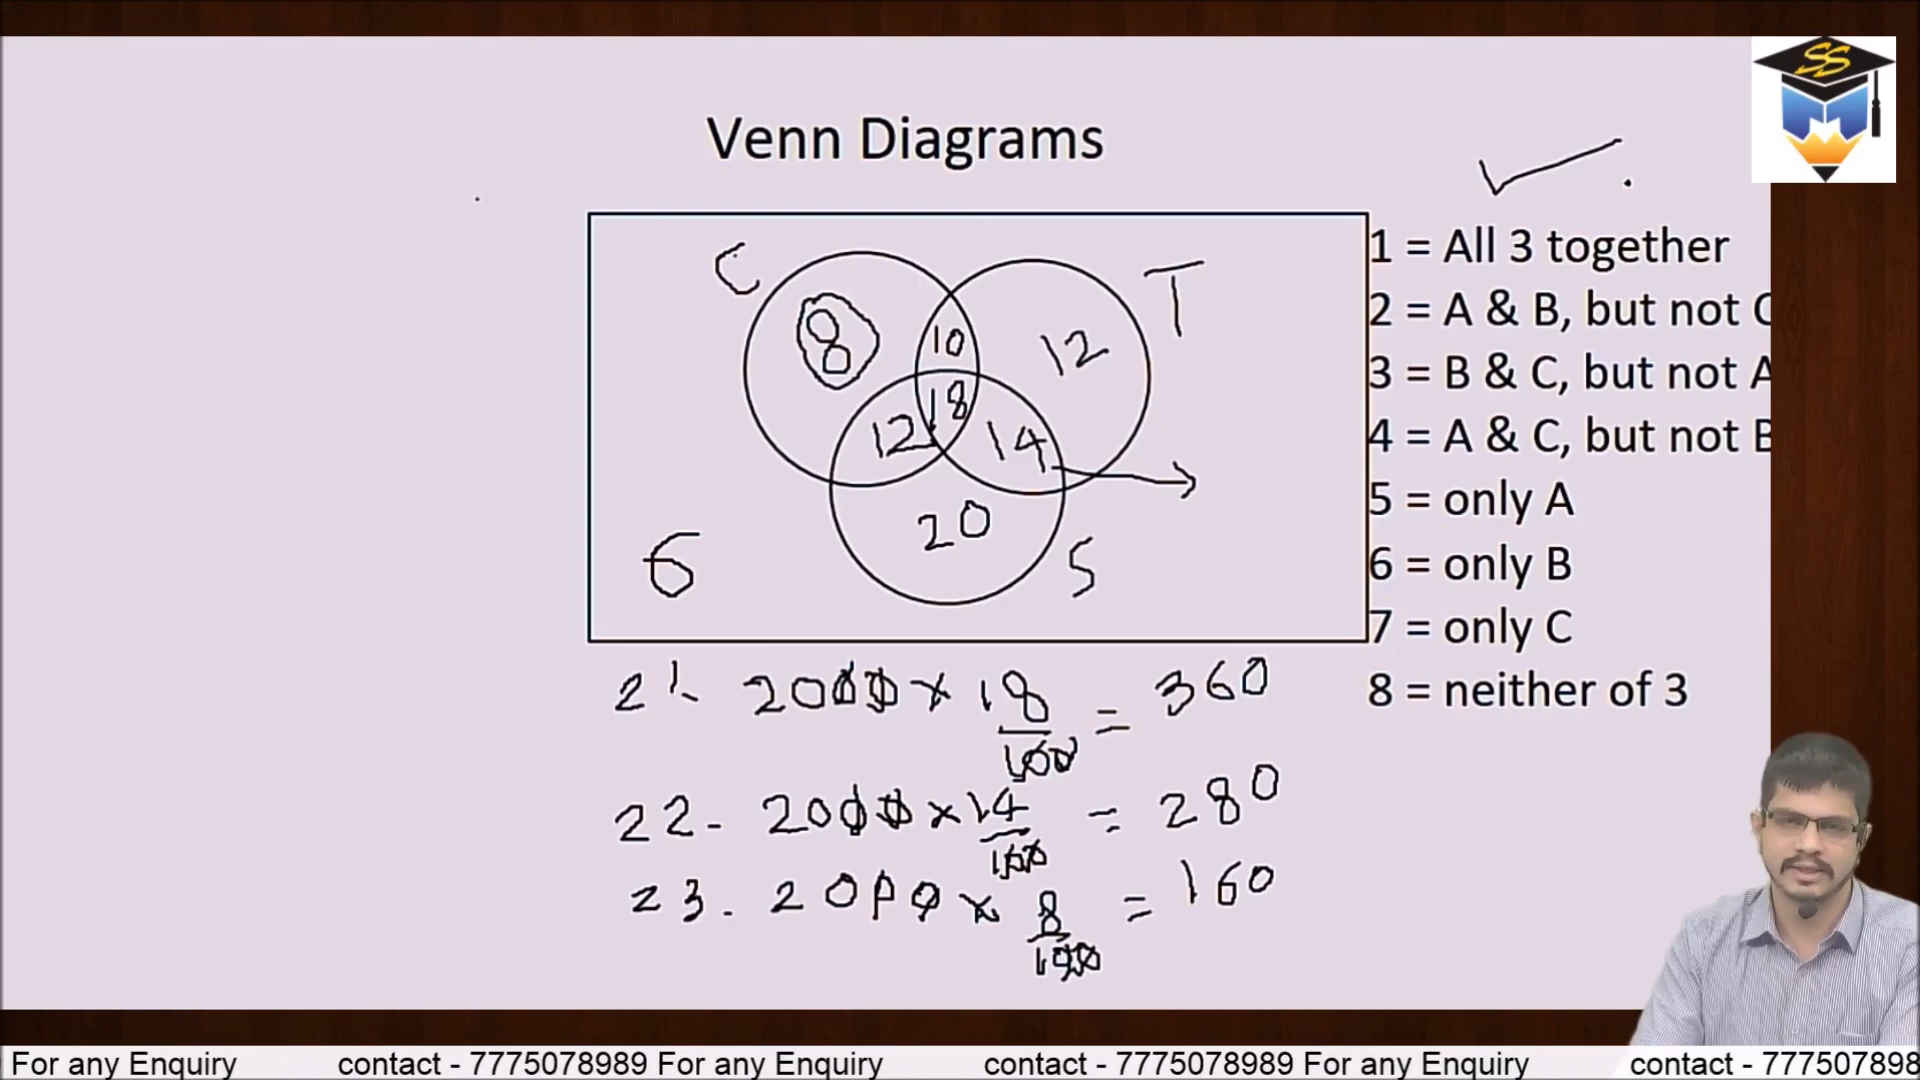 SS
Venn Diagrams
C
T
8
10
12
18
12
14
20
S
6
1 = All 3 together
2 = A & B, but not C
3 = B & C, but not A
4 = A & C, but not B
5 = only A
6 = only B
7 = only C
8 = neither of 3
21. 2000 x 18/100 = 360
22. 2000 x 14/100 = 280
23. 2000 x 8/100 = 160
For any Enquiry contact - 7775078989 For any Enquiry contact - 7775078989 For any Enquiry contact - 777507898